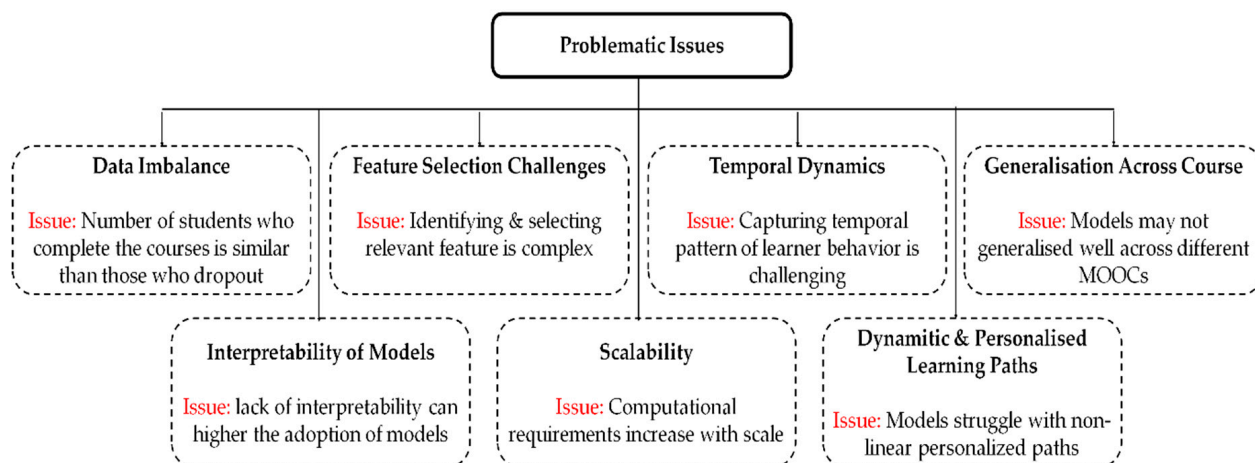 Problematic Issues
Data Imbalance
Issue: Number of students who
complete the courses is similar
than those who dropout
Feature Selection Challenges
Issue: Identifying & selecting
relevant feature is complex
Temporal Dynamics
Issue: Capturing temporal
pattern of learner behavior is
challenging
Generalisation Across Course
Issue: Models may not
generalised well across different
MOOCs
Interpretability of Models
Issue: lack of interpretability can
higher the adoption of models
Scalability
Issue: Computational
requirements increase with scale
Dynamitic & Personalised
Learning Paths
Issue: Models struggle with non-
linear personalized paths